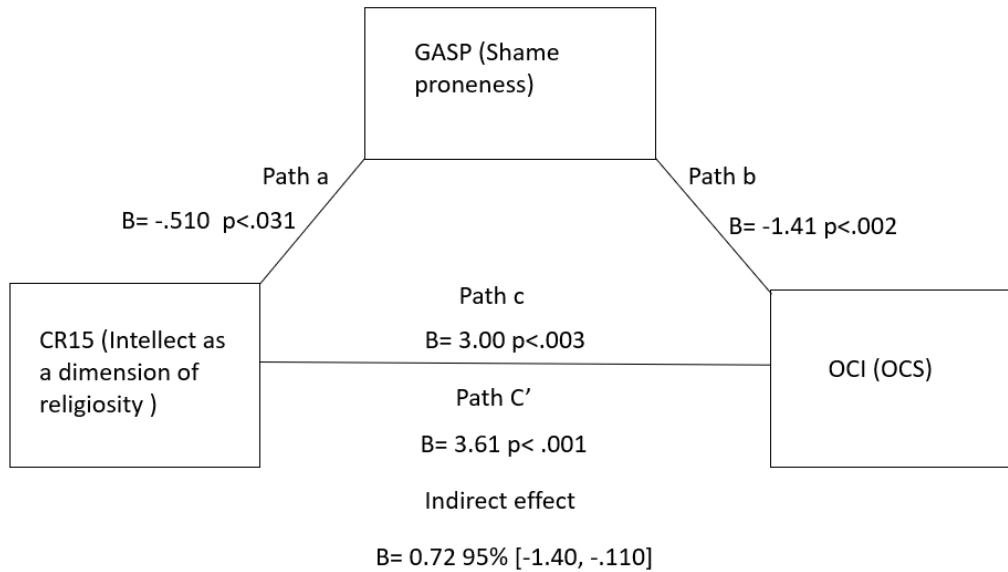 GASP (Shame
proneness)
Path a
Path b
B= -.510 p<.031
B= -1.41 p<.002
Path c
CR15 (Intellect as
a dimension of
religiosity )
B= 3.00 p<.003
OCI (OCS)
Path C’
B= 3.61 p< .001
Indirect effect
B= 0.72 95% [-1.40, -.110]